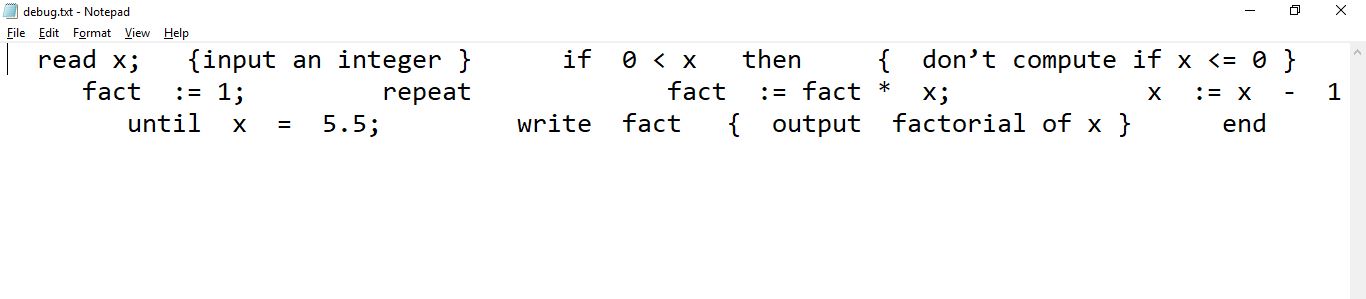 debug.txt - Notepad
File Edit Format View Help
read x; {input an integer } if 0 < x then { don’t compute if x <= 0 }
fact := 1; repeat fact := fact * x; x := x - 1
until x = 5.5; write fact { output factorial of x } end